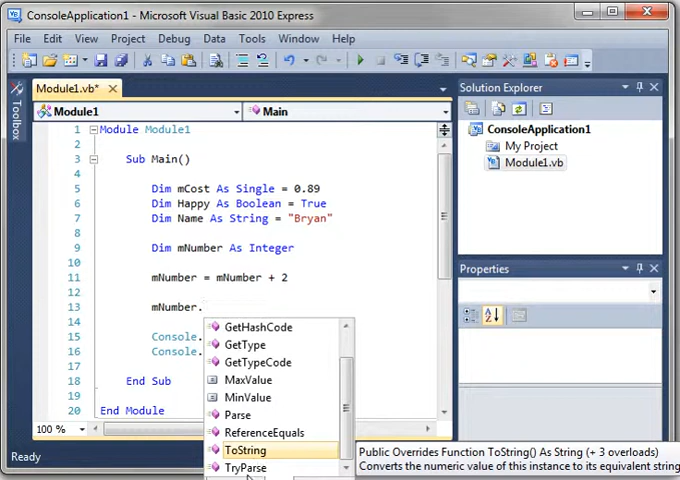 ConsoleApplication1 - Microsoft Visual Basic 2010 Express
File Edit View Project Debug Data Tools Window Help
Toolbox
Module1.vb*
Module1 Main
1 Module Module1
2
3 Sub Main()
4
5 Dim mCost As Single = 0.89
6 Dim Happy As Boolean = True
7 Dim Name As String = "Bryan"
8
9 Dim mNumber As Integer
10
11 mNumber = mNumber + 2
12
13 mNumber.
14
15 Console.
16 Console.
17
18 End Sub
19
20 End Module
GetHashCode
GetType
GetTypeCode
MaxValue
MinValue
Parse
ReferenceEquals
ToString
TryParse
Public Overrides Function ToString() As String (+ 3 overloads)
Converts the numeric value of this instance to its equivalent string
100 %
Ready
Solution Explorer
ConsoleApplication1
My Project
Module1.vb
Properties